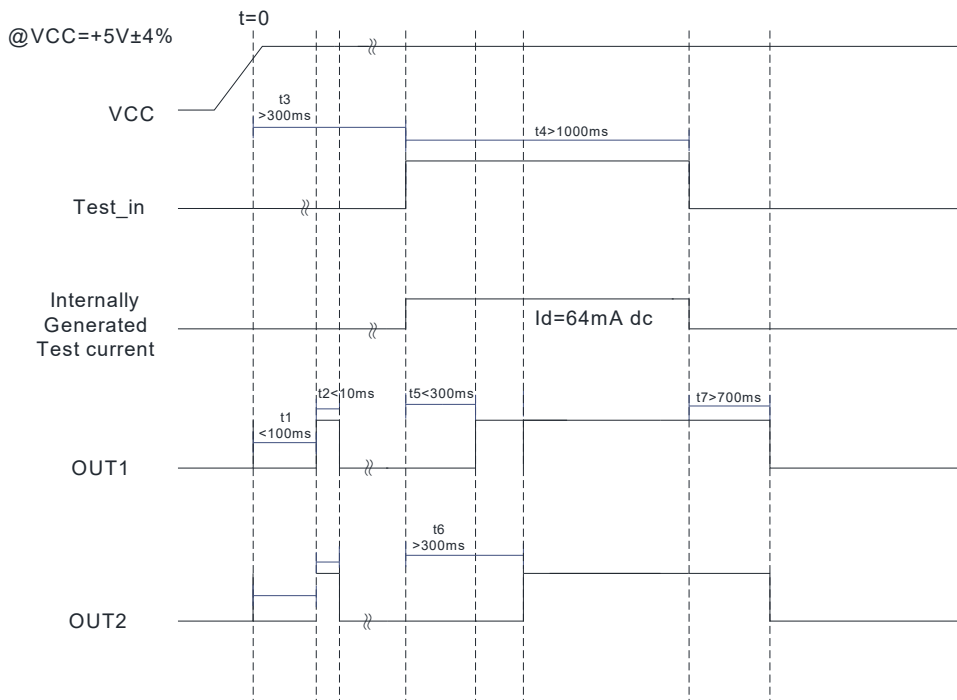 t=0
@VCC=+5V±4%
VCC
t3
>300ms
t4>1000ms
Test_in
Internally
Generated
Test current
Id=64mA dc
t2<10ms
t5<300ms
t7>700ms
t1
<100ms
OUT1
t6
>300ms
OUT2